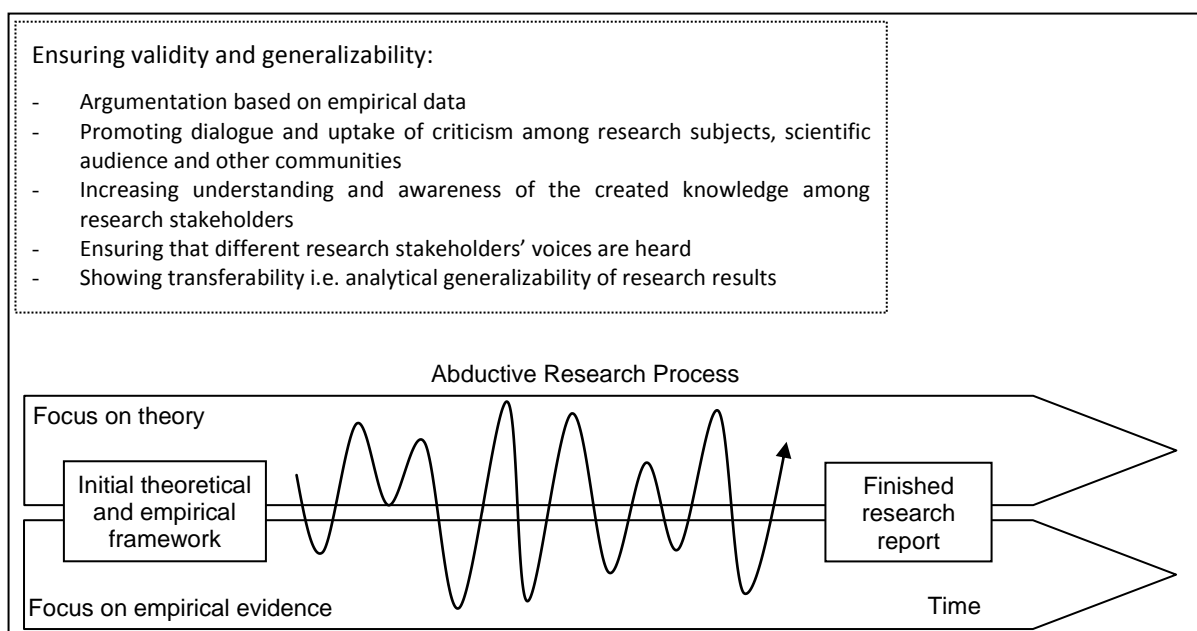 Ensuring validity and generalizability:
- Argumentation based on empirical data
- Promoting dialogue and uptake of criticism among research subjects, scientific
audience and other communities
- Increasing understanding and awareness of the created knowledge among
research stakeholders
- Ensuring that different research stakeholders’ voices are heard
- Showing transferability i.e. analytical generalizability of research results
Abductive Research Process
Focus on theory
Initial theoretical
and empirical
framework
Finished
research
report
Focus on empirical evidence
Time